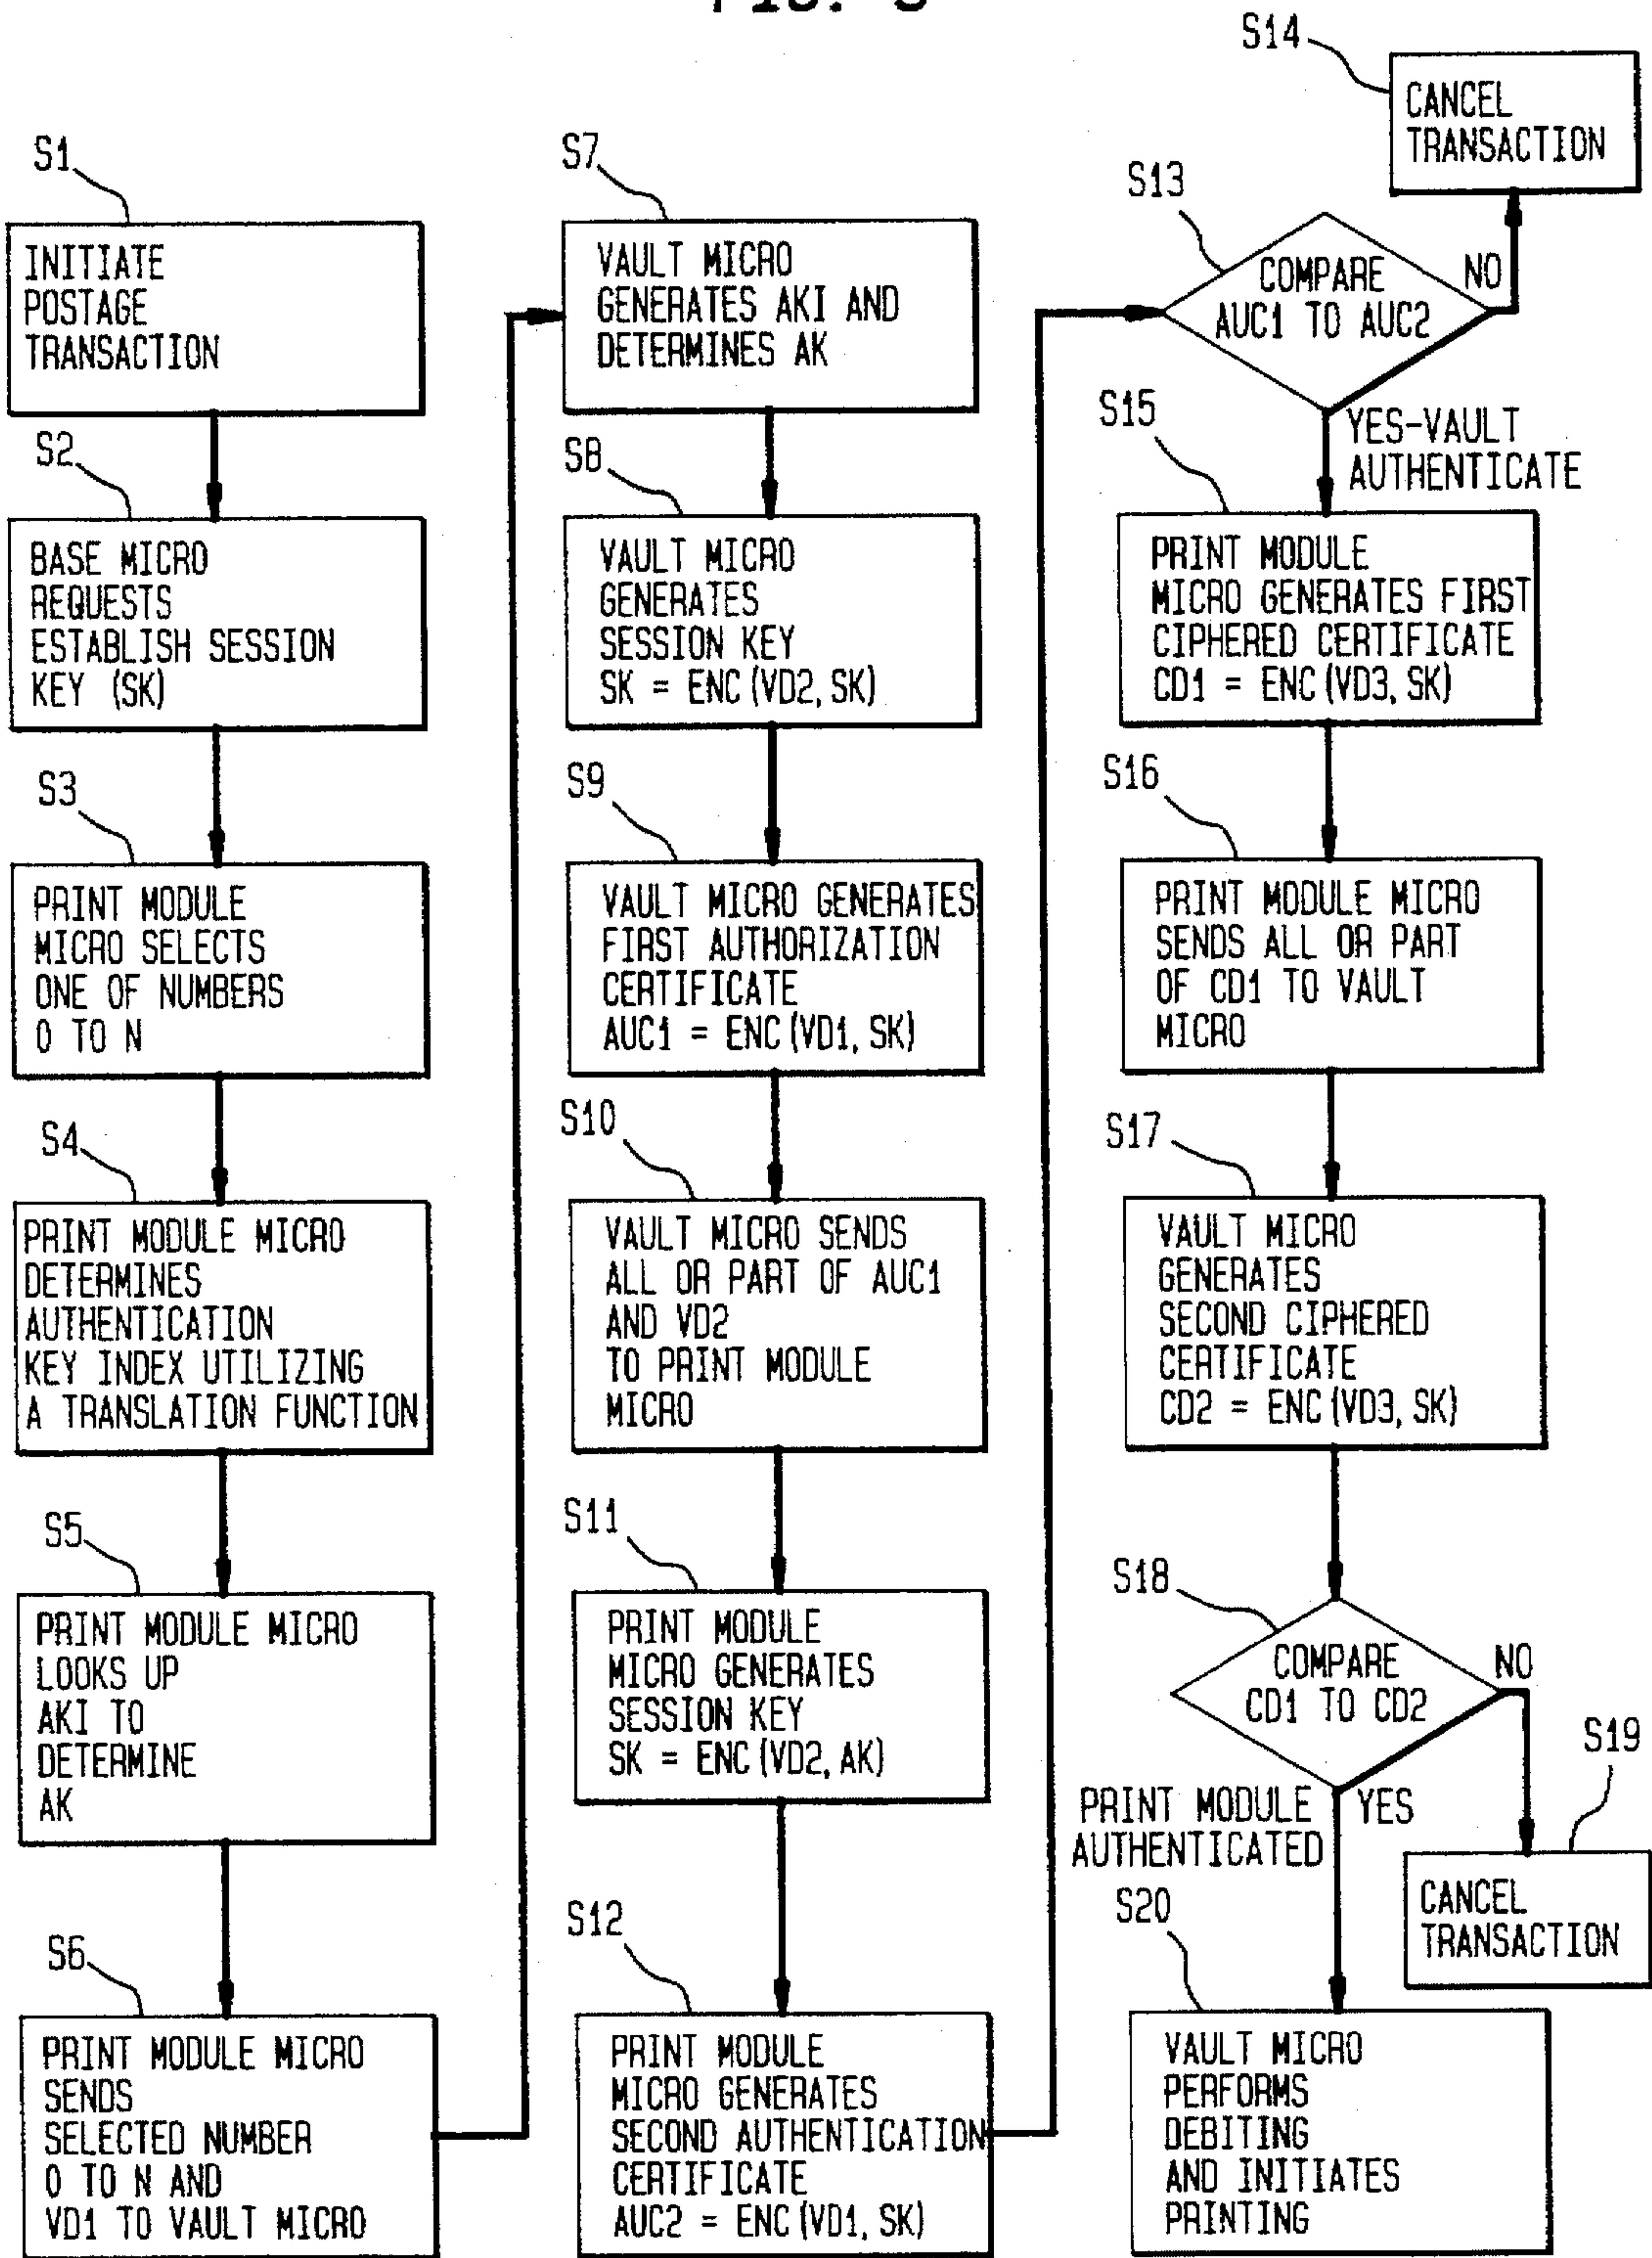 FIG. 3
S1
INITIATE
POSTAGE
TRANSACTION
S2
BASE MICRO
REQUESTS
ESTABLISH SESSION
KEY (SK)
S3
PRINT MODULE
MICRO SELECTS
ONE OF NUMBERS
0 TO N
S4
PRINT MODULE MICRO
DETERMINES
AUTHENTICATION
KEY INDEX UTILIZING
A TRANSLATION FUNCTION
S5
PRINT MODULE MICRO
LOOKS UP
AKI TO
DETERMINE
AK
S6
PRINT MODULE MICRO
SENDS
SELECTED NUMBER
0 TO N AND
VD1 TO VAULT MICRO
S7
VAULT MICRO
GENERATES AKI AND
DETERMINES AK
S8
VAULT MICRO
GENERATES
SESSION KEY
SK = ENC (VD2, SK)
S9
VAULT MICRO GENERATES
FIRST AUTHORIZATION
CERTIFICATE
AUC1 = ENC (VD1, SK)
S10
VAULT MICRO SENDS
ALL OR PART OF AUC1
AND VD2
TO PRINT MODULE
MICRO
S11
PRINT MODULE
MICRO GENERATES
SESSION KEY
SK = ENC (VD2, AK)
S12
PRINT MODULE
MICRO GENERATES
SECOND AUTHENTICATION
CERTIFICATE
AUC2 = ENC (VD1, SK)
S13
COMPARE
AUC1 TO AUC2
NO
S14
CANCEL
TRANSACTION
YES-VAULT
AUTHENTICATE
S15
PRINT MODULE
MICRO GENERATES FIRST
CIPHERED CERTIFICATE
CD1 = ENC (VD3, SK)
S16
PRINT MODULE MICRO
SENDS ALL OR PART
OF CD1 TO VAULT
MICRO
S17
VAULT MICRO
GENERATES
SECOND CIPHERED
CERTIFICATE
CD2 = ENC (VD3, SK)
S18
COMPARE
CD1 TO CD2
NO
S19
CANCEL
TRANSACTION
PRINT MODULE
AUTHENTICATED
YES
S20
VAULT MICRO
PERFORMS
DEBITING
AND INITIATES
PRINTING